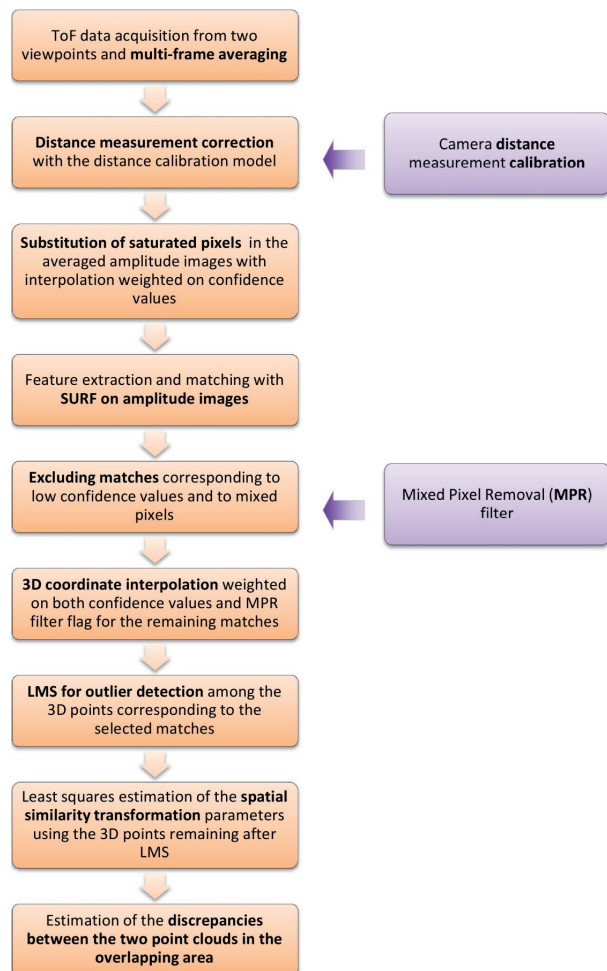 ToF data acquisition from two
viewpoints and multi-frame averaging
Distance measurement correction
with the distance calibration model
Camera distance
measurement calibration
Substitution of saturated pixels in the
averaged amplitude images with
interpolation weighted on confidence
values
Feature extraction and matching with
SURF on amplitude images
Excluding matches corresponding to
low confidence values and to mixed
pixels
Mixed Pixel Removal (MPR)
filter
3D coordinate interpolation weighted
on both confidence values and MPR
filter flag for the remaining matches
LMS for outlier detection among the
3D points corresponding to the
selected matches
Least squares estimation of the spatial
similarity transformation parameters
using the 3D points remaining after
LMS
Estimation of the discrepancies
between the two point clouds in the
overlapping area